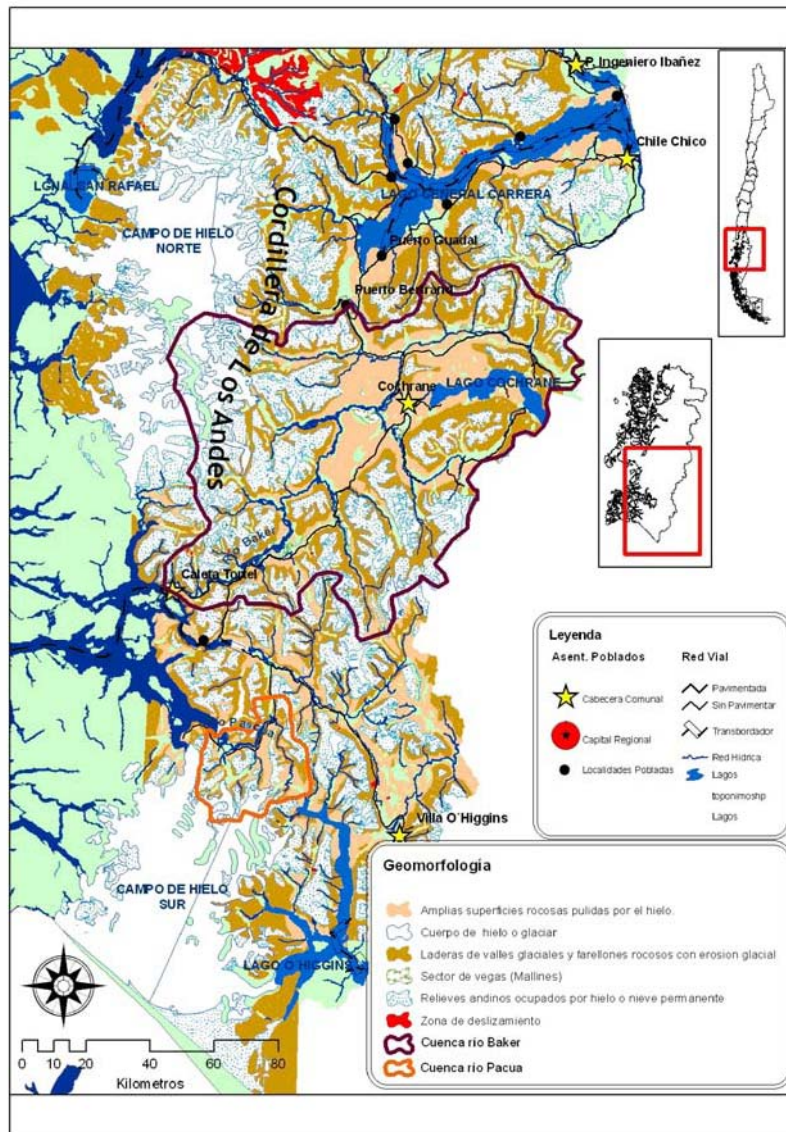 P. Ingeniero Ibañez
Chile Chico
LAGO GENERAL CARRERA
CAMPO DE HIELO
NORTE
Cordillera de Los Andes
Puerto Guadal
Puerto Bertrand
Cochrane
LAGO COCHRANE
Río Baker
Caleta Tortel
Villa O`Higgins
CAMPO DE HIELO
SUR
LAGO O HIGGINS
0 10 20 40 60 80
Kilometros
Leyenda
Asent. Poblados
Red Vial
Cabecera Comunal
Capital Regional
Localidades Pobladas
Pavimentada
Sin Pavimentar
Transbordador
Red Hidrica
Lagos
toponimoshp
Lagos
Geomorfología
Amplias superficies rocosas pulidas por el hielo.
Cuerpo de hielo o glaciar
Laderas de valles glaciales y farellones rocosos con erosion glacial
Sector de vegas (Mallines)
Relieves andinos ocupados por hielo o nieve permanente
Zona de deslizamiento
Cuenca río Baker
Cuenca río Pacua